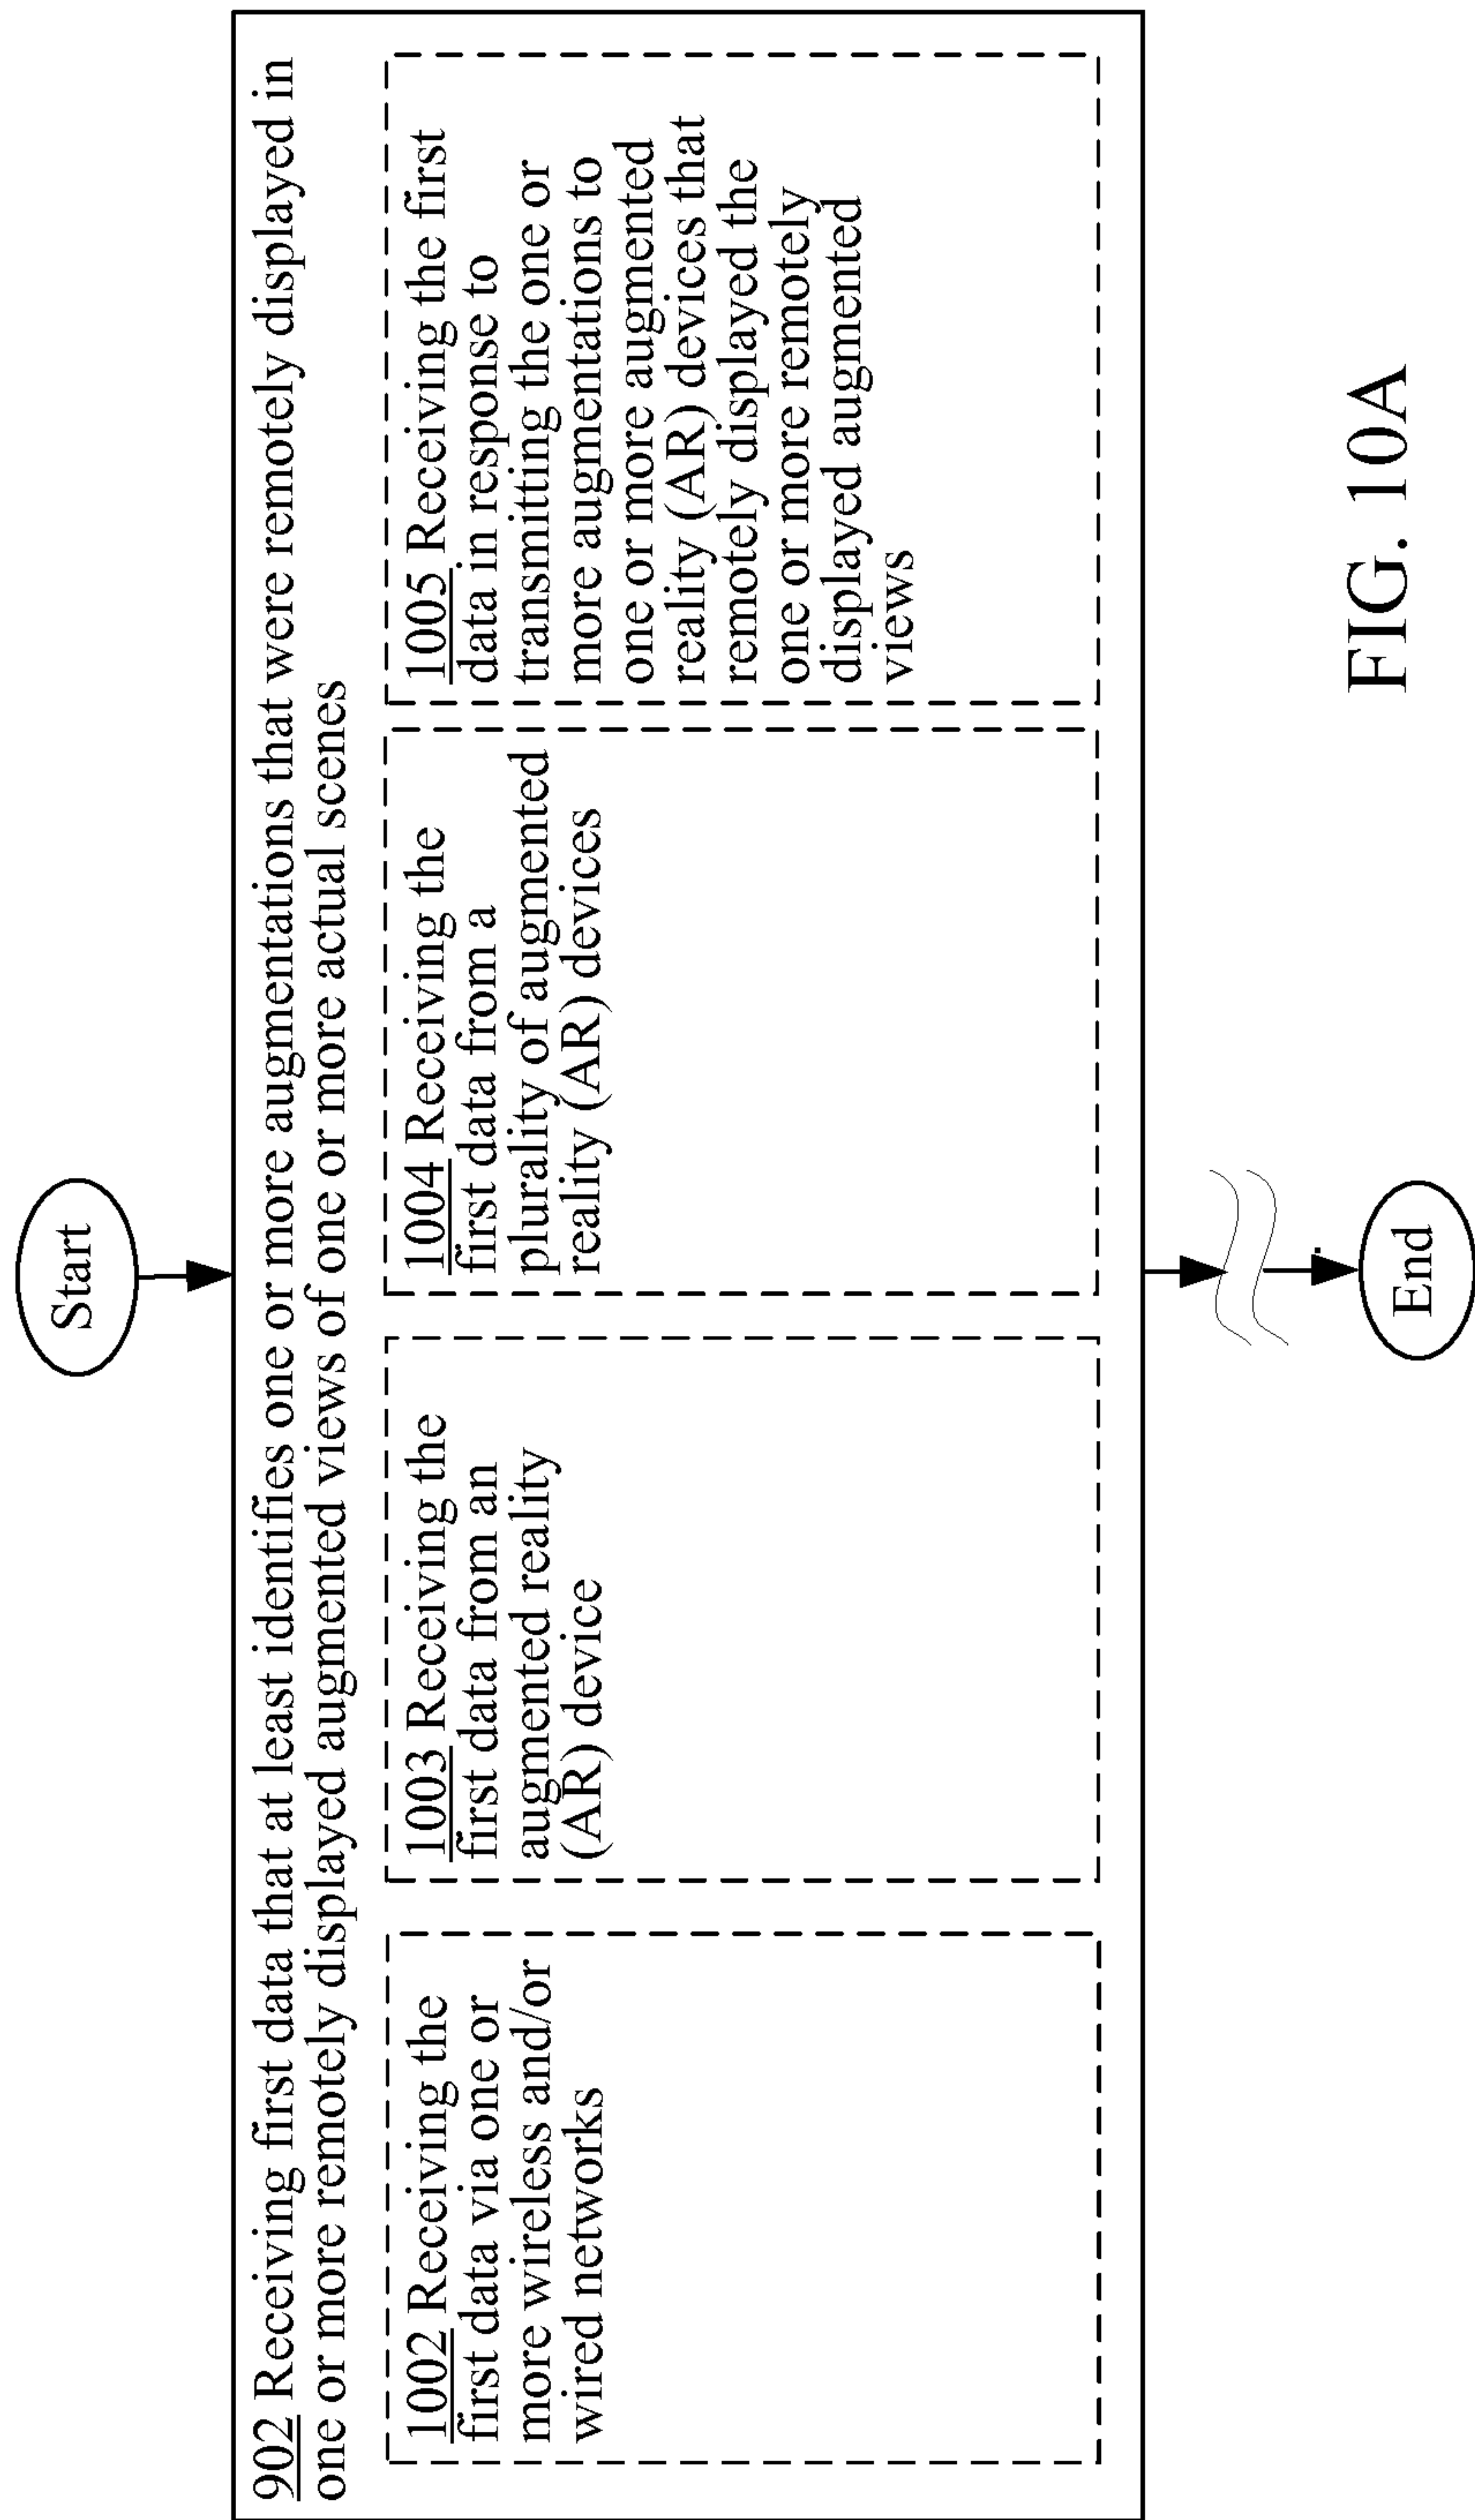 Start
902 Receiving first data that at least identifies one or more augmentations that were remotely displayed in
one or more remotely displayed augmented views of one or more actual scenes
1002 Receiving the
first data via one or
more wireless and/or
wired networks
1003 Receiving the
first data from an
augmented reality
(AR) device
1004 Receiving the
first data from a
plurality of augmented
reality (AR) devices
1005 Receiving the first
data in response to
transmitting the one or
more augmentations to
one or more augmented
reality (AR) devices that
remotely displayed the
one or more remotely
displayed augmented
views
End
FIG. 10A